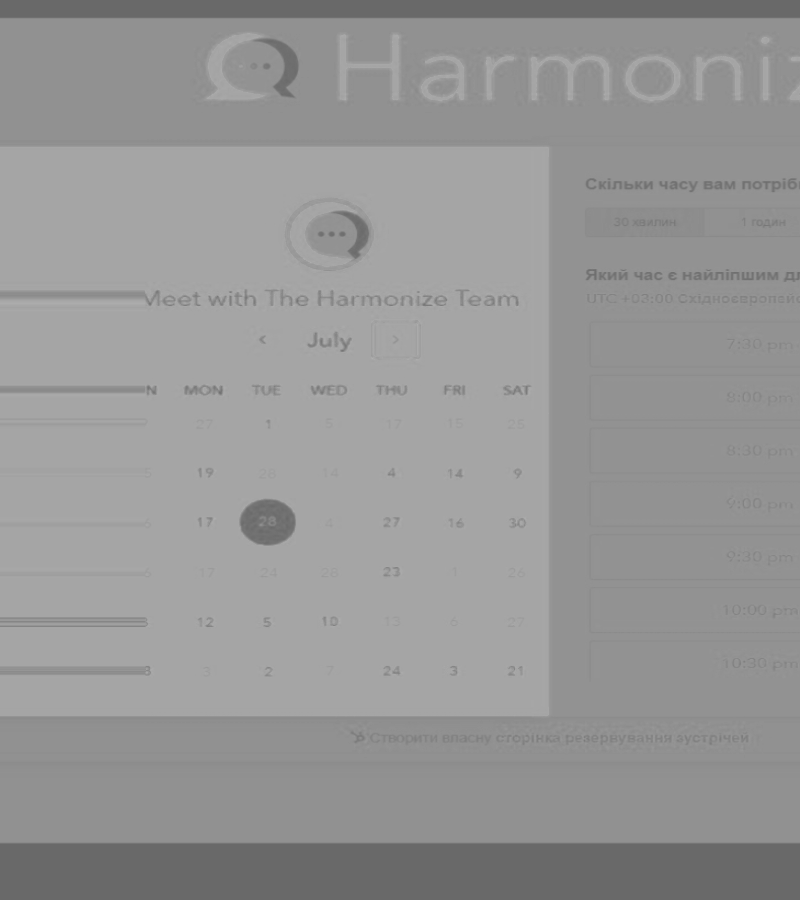 Harmoniz
Meet with The Harmonize Team
< July >
N MON TUE WED THU FRI SAT
27 1 5 17 15 25
5 19 28 14 4 14 9
6 17 28 4 27 16 30
6 17 24 28 23 1 26
8 12 5 10 13 6 27
3 3 2 7 24 3 21
Скільки часу вам потріб
30 хвилин 1 годин
Який час є найліпшим д
UTC +03:00 Східноєвропейс
7:30 pm
8:00 pm
8:30 pm
9:00 pm
9:30 pm
10:00 pm
10:30 pm
Створити власну сторінка резервування зустрічей